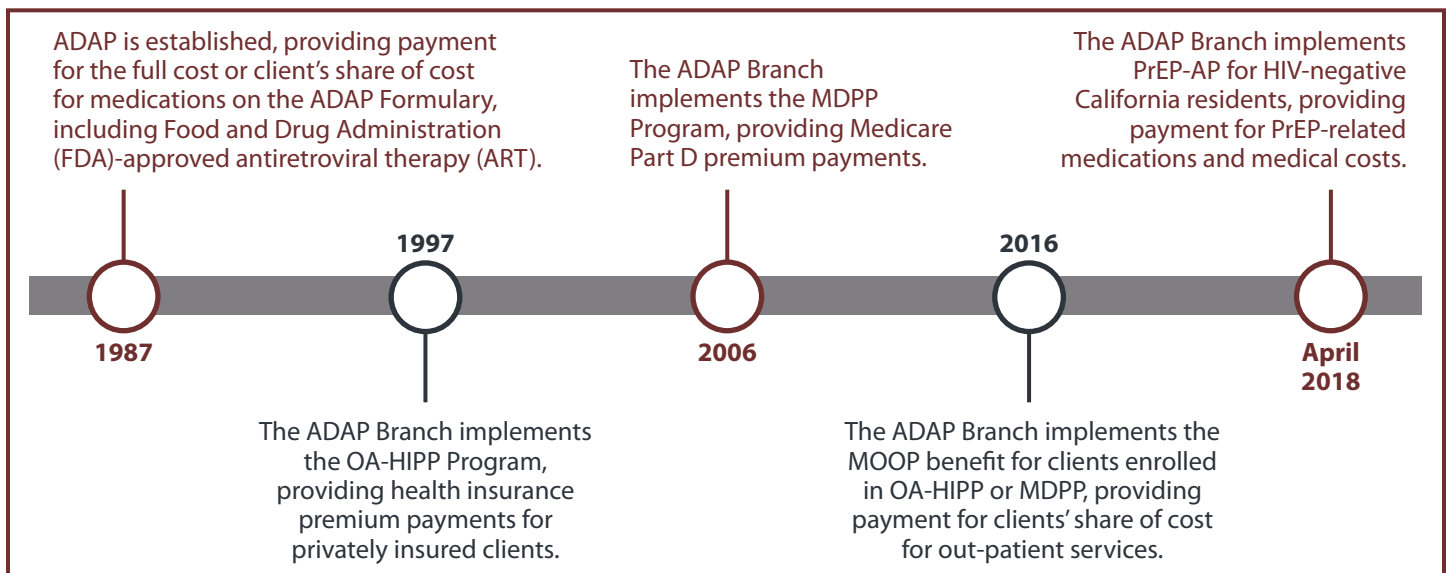 ADAP is established, providing payment
for the full cost or client's share of cost
for medications on the ADAP Formulary,
including Food and Drug Administration
(FDA)-approved antiretroviral therapy (ART).
1987
1997
The ADAP Branch implements
the OA-HIPP Program,
providing health insurance
premium payments for
privately insured clients.
The ADAP Branch
implements the MDPP
Program, providing Medicare
Part D premium payments.
2006
2016
The ADAP Branch implements the
MOOP benefit for clients enrolled
in OA-HIPP or MDPP, providing
payment for clients' share of cost
for out-patient services.
The ADAP Branch implements
PrEP-AP for HIV-negative
California residents, providing
payment for PrEP-related
medications and medical costs.
April
2018